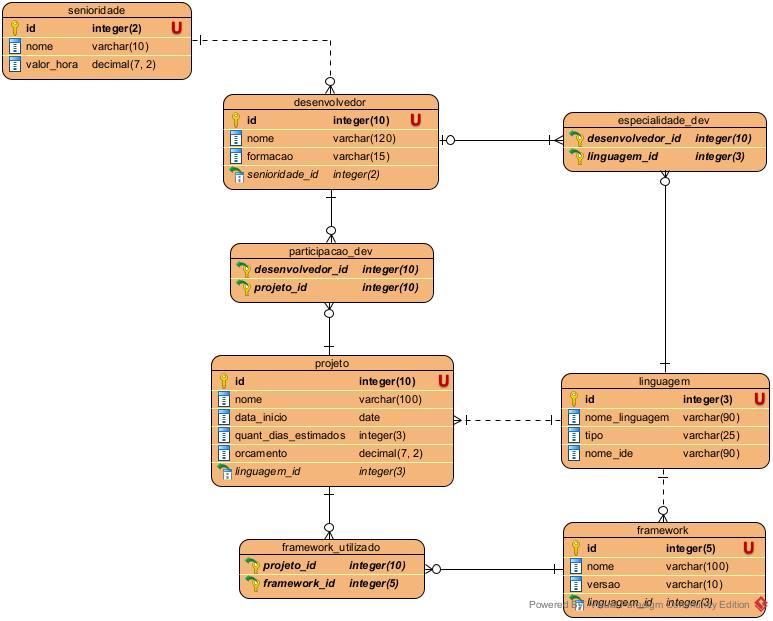 senioridade
id integer(2) U
nome varchar(10)
valor_hora decimal(7, 2)
desenvolvedor
id integer(10) U
nome varchar(120)
formacao varchar(15)
senioridade_id integer(2)
especialidade_dev
desenvolvedor_id integer(10)
linguagem_id integer(3)
participacao_dev
desenvolvedor_id integer(10)
projeto_id integer(10)
projeto
id integer(10) U
nome varchar(100)
data_inicio date
quant_dias_estimados integer(3)
orcamento decimal(7, 2)
linguagem_id integer(3)
linguagem
id integer(3) U
nome_linguagem varchar(90)
tipo varchar(25)
nome_ide varchar(90)
framework_utilizado
projeto_id integer(10)
framework_id integer(5)
framework
id integer(5) U
nome varchar(100)
versao varchar(10)
linguagem_id integer(3)
Powered By Visual Paradigm Community Edition